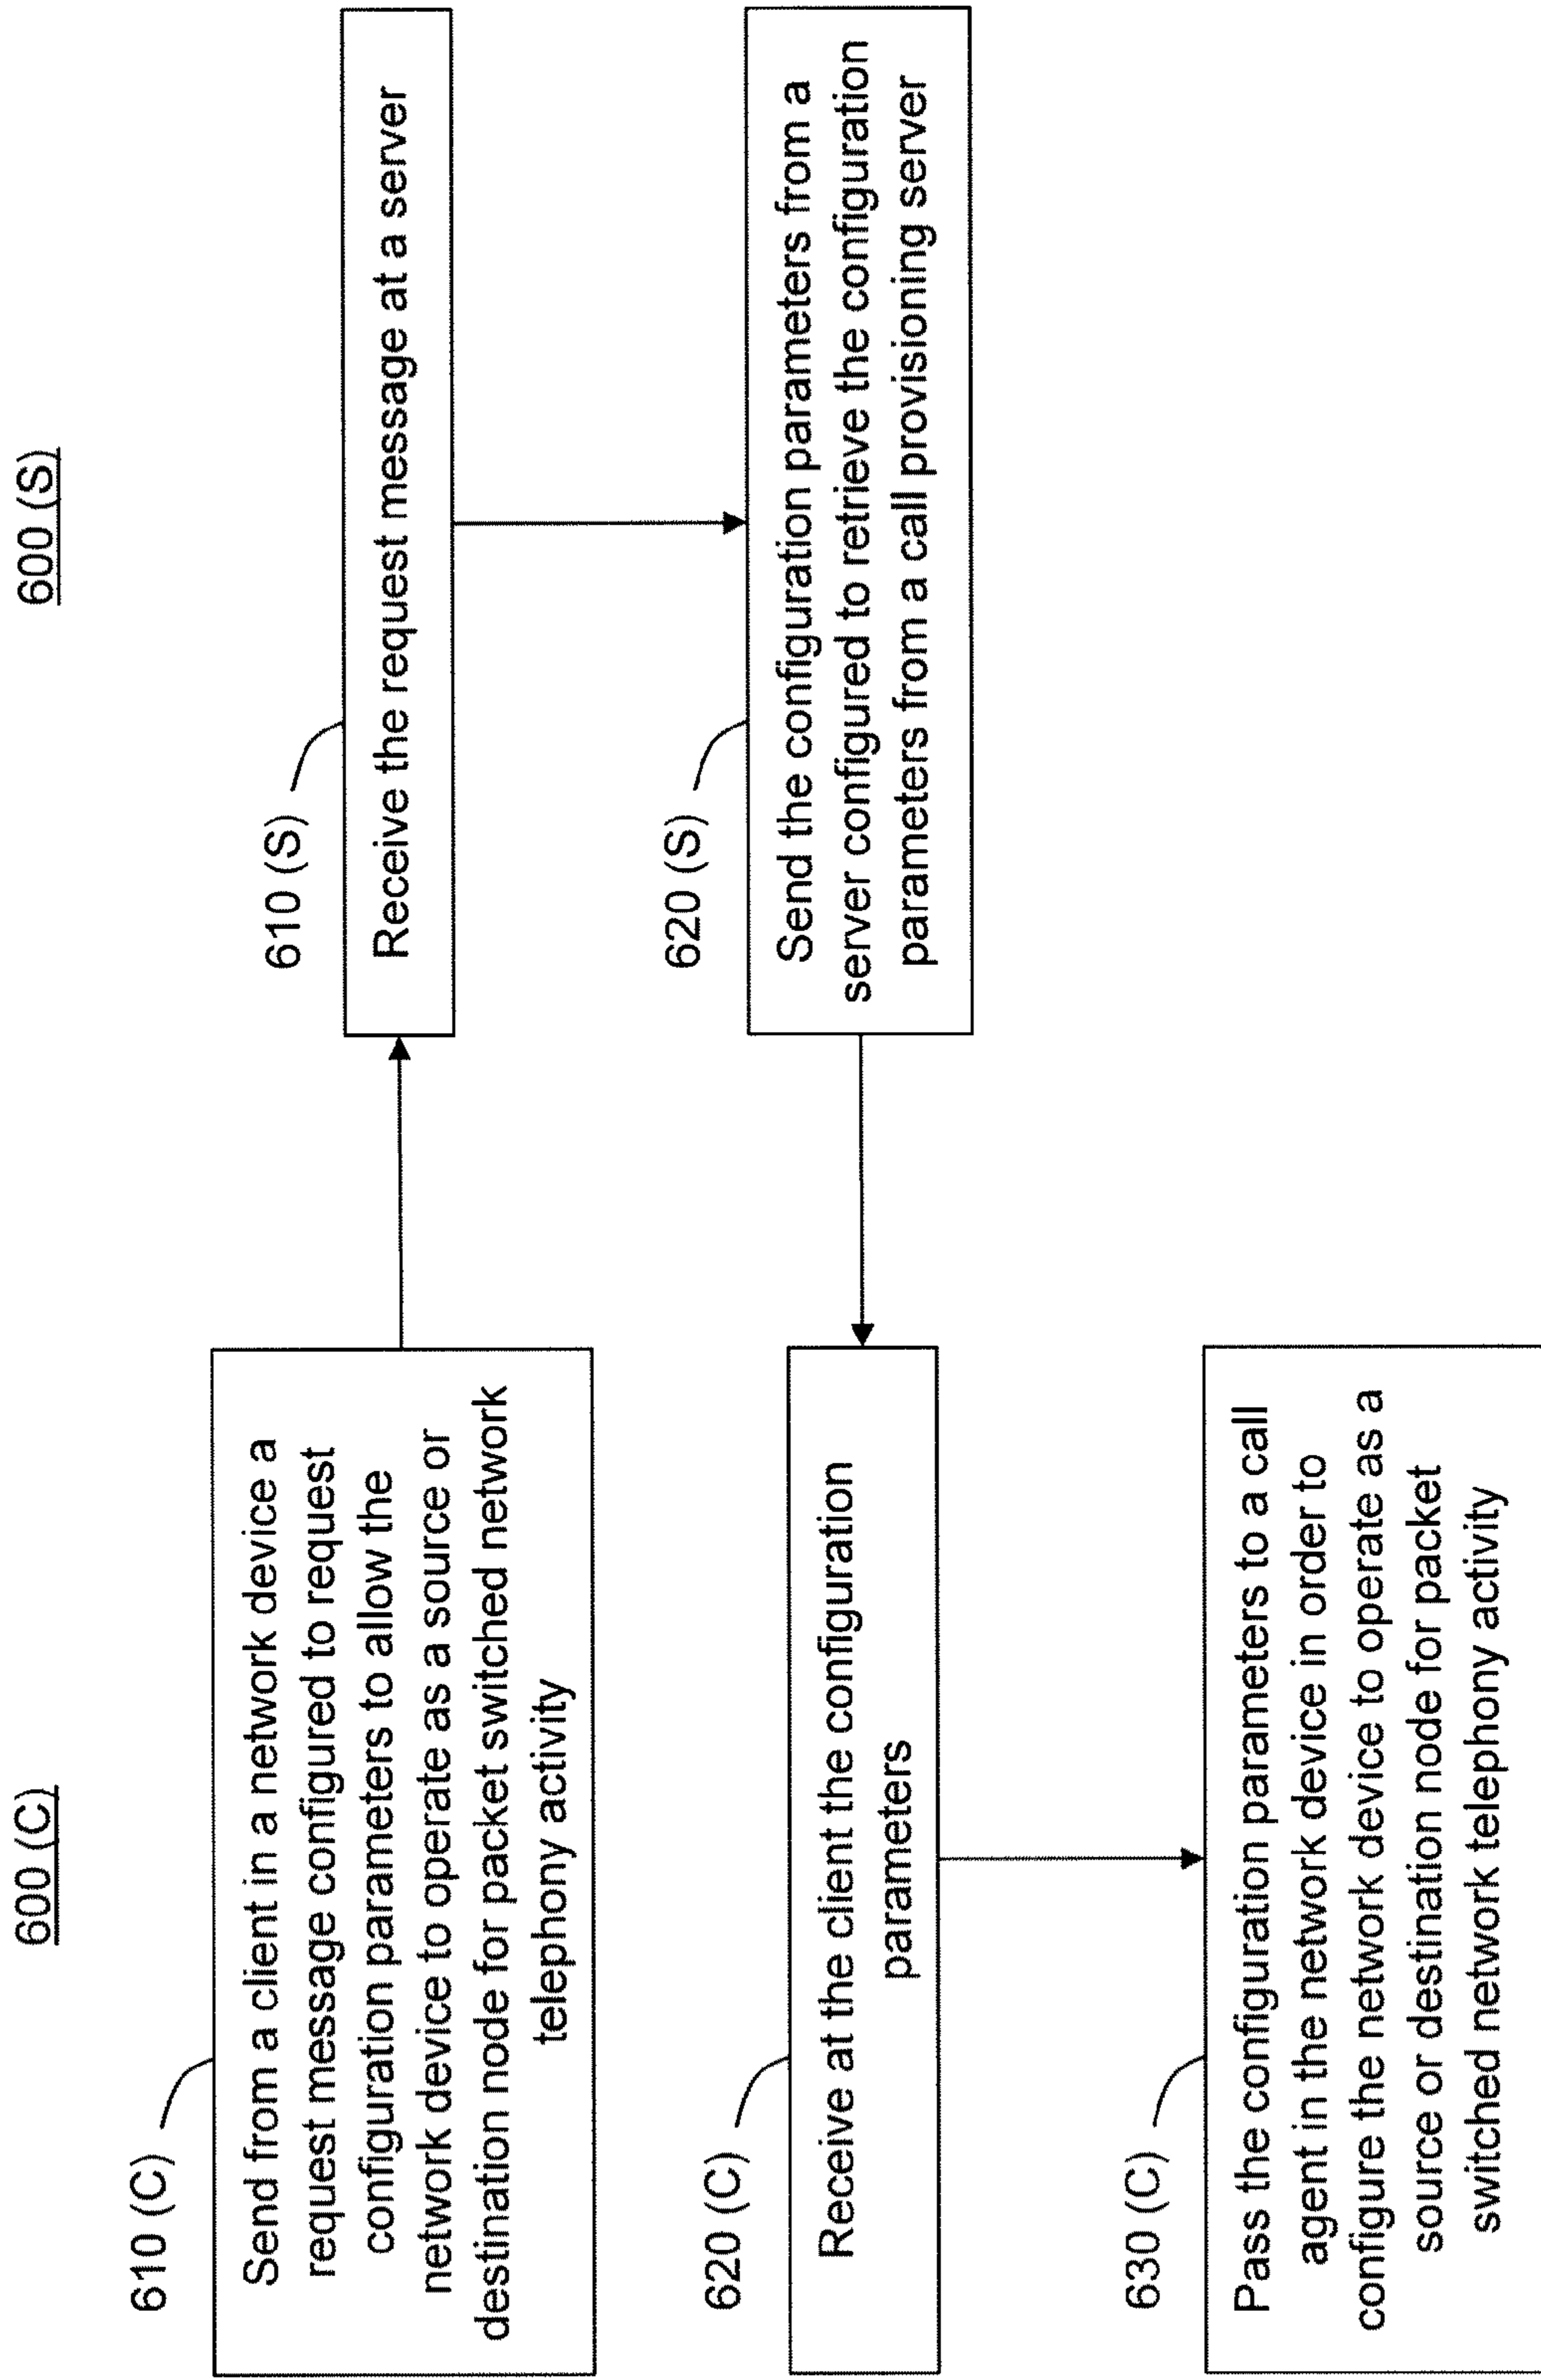 600 (C)
600 (S)
610 (C)
Send from a client in a network device a
request message configured to request
configuration parameters to allow the
network device to operate as a source or
destination node for packet switched network
telephony activity
610 (S)
Receive the request message at a server
620 (S)
Send the configuration parameters from a
server configured to retrieve the configuration
parameters from a call provisioning server
620 (C)
Receive at the client the configuration
parameters
630 (C)
Pass the configuration parameters to a call
agent in the network device in order to
configure the network device to operate as a
source or destination node for packet
switched network telephony activity